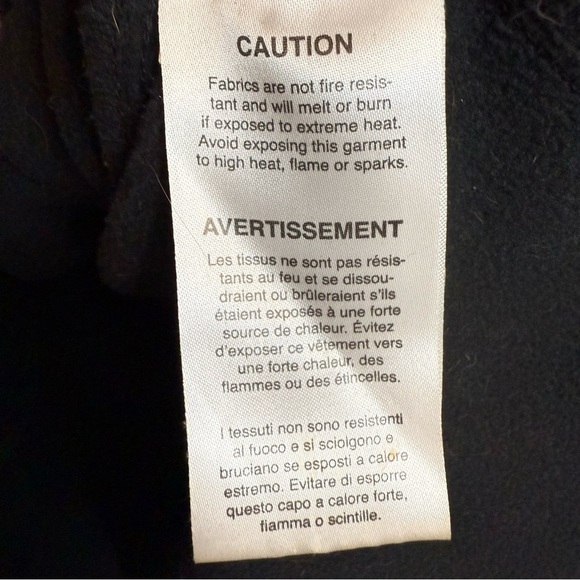 CAUTION
Fabrics are not fire resis-
tant and will melt or burn
if exposed to extreme heat.
Avoid exposing this garment
to high heat, flame or sparks.
AVERTISSEMENT
Les tissus ne sont pas résis-
tants au feu et se dissou-
draient ou brûleraient s'ils
étaient exposés à une forte
source de chaleur. Évitez
d'exposer ce vêtement vers
une forte chaleur, des
flammes ou des étincelles.
I tessuti non sono resistenti
al fuoco e si sciolgono e
bruciano se esposti a calore
estremo. Evitare di esporre
questo capo a calore forte,
fiamma o scintille.